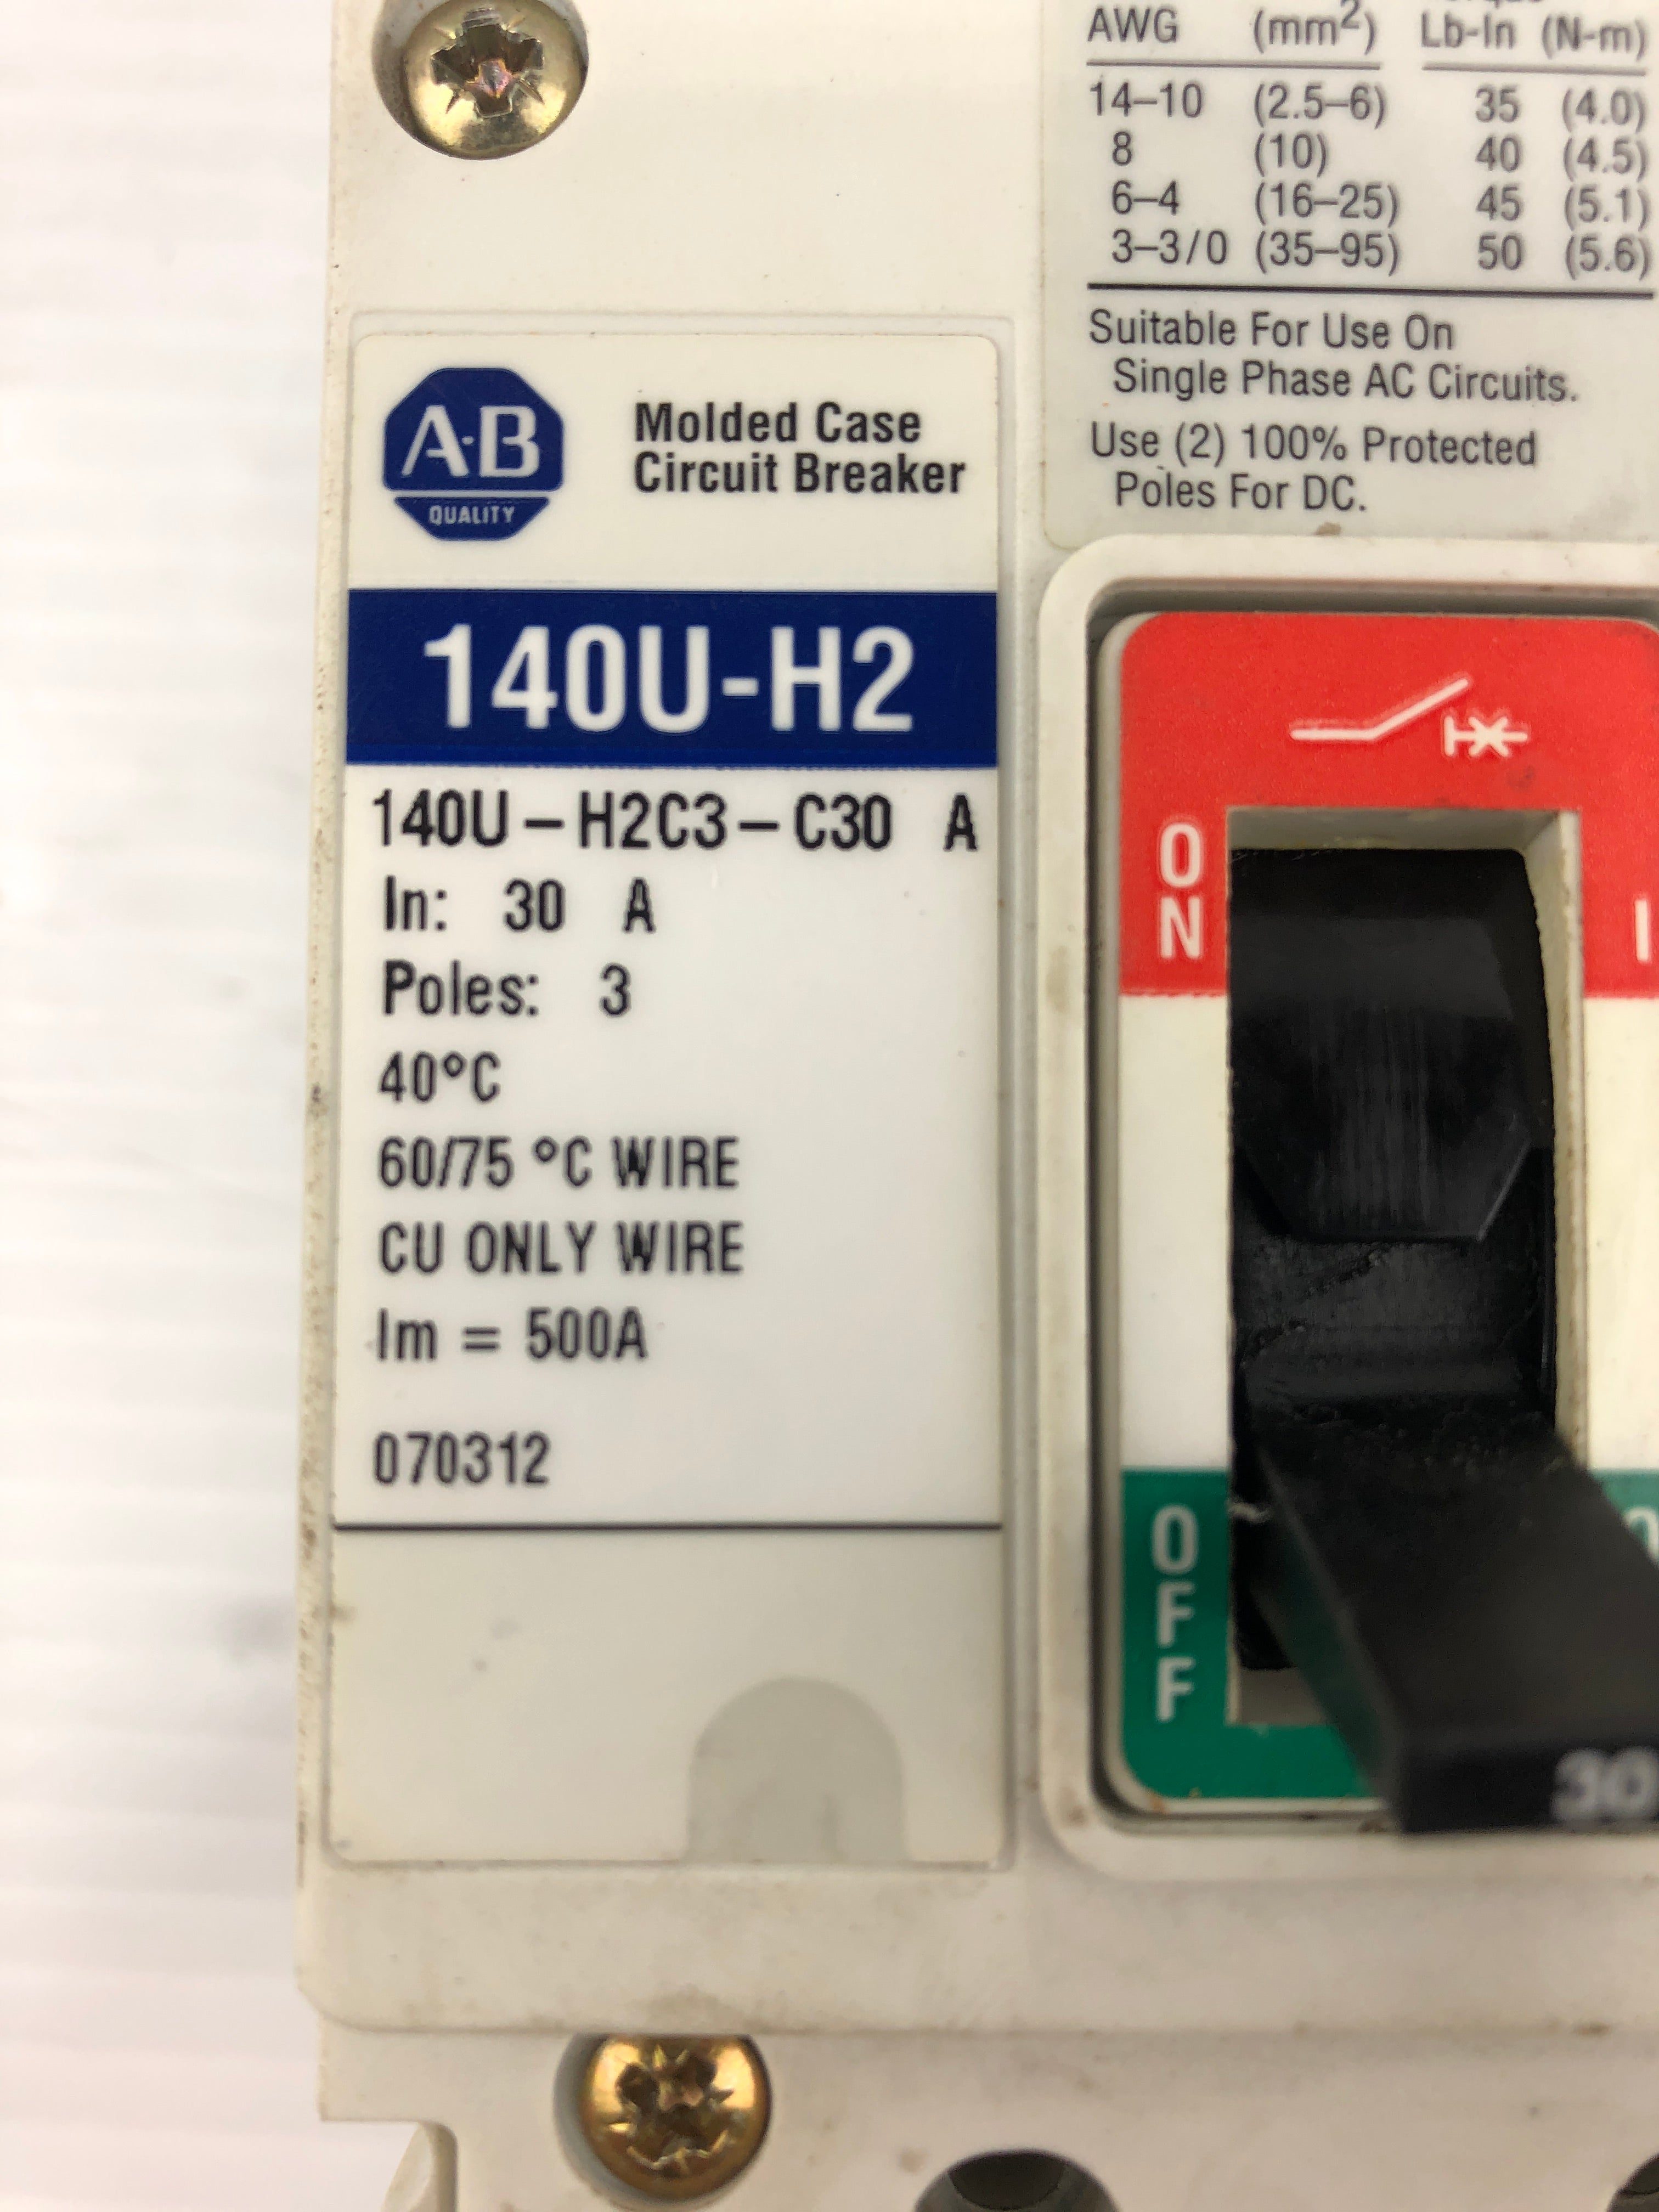 AWG (mm²) Lb-In (N-m)
14–10 (2.5–6) 35 (4.0)
8 (10) 40 (4.5)
6–4 (16–25) 45 (5.1)
3–3/0 (35–95) 50 (5.6)
Suitable For Use On
Single Phase AC Circuits.
Use (2) 100% Protected
Poles For DC.
A-B
QUALITY
Molded Case
Circuit Breaker
140U-H2
140U – H2C3 – C30 A
In: 30 A
Poles: 3
40°C
60/75 °C WIRE
CU ONLY WIRE
Im = 500A
070312
ON
I
OFF
O
30